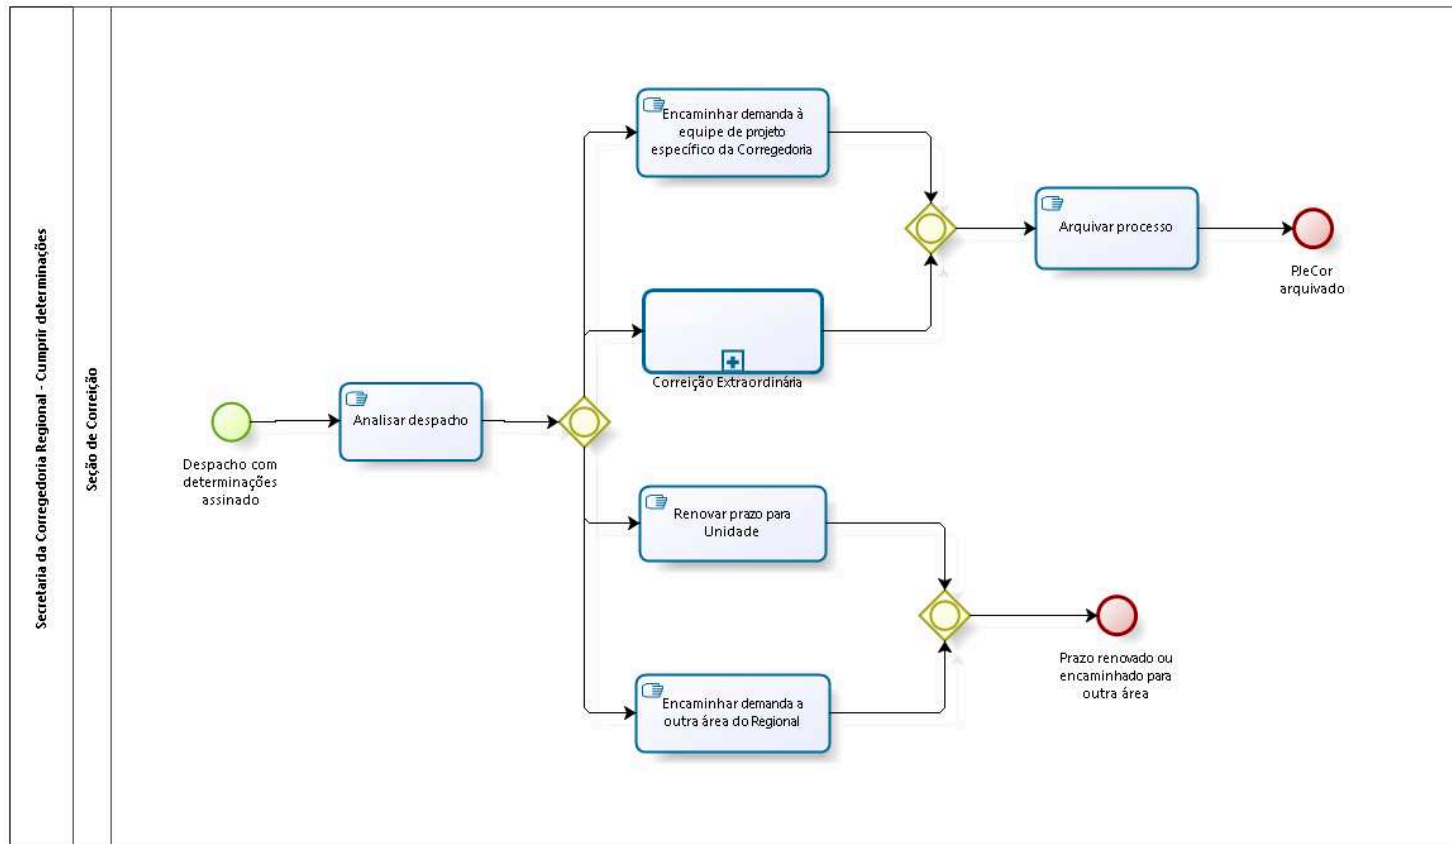 Secretaria da Corregedoria Regional - Cumprir determinações
Seção de Correição
Despacho com
determinações
assinado
Analisar despacho
Encaminhar demanda à
equipe de projeto
específico da Corregedoria
Correição Extraordinária
Renovar prazo para
Unidade
Encaminhar demanda a
outra área do Regional
Arquivar processo
PJeCor
arquivado
Prazo renovado ou
encaminhado para
outra área